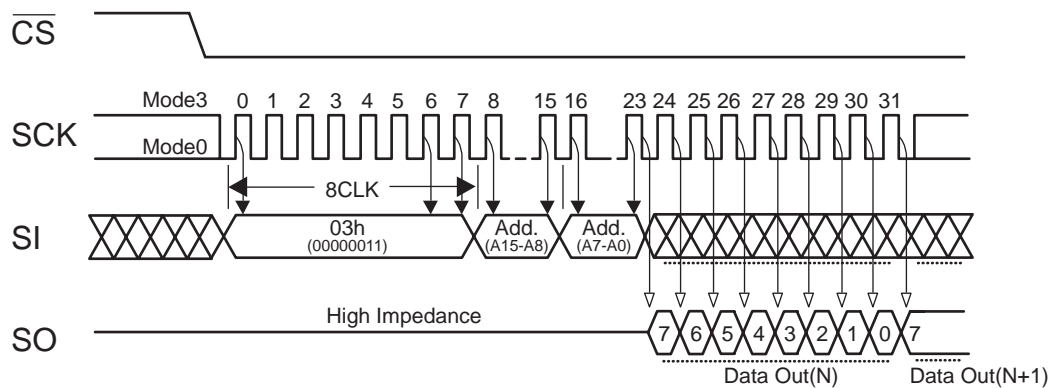 CS
Mode3 0 1 2 3 4 5 6 7 8 15 16 23 24 25 26 27 28 29 30 31
SCK
Mode0
8CLK
SI
03h Add. Add.
(00000011) (A15-A8) (A7-A0)
High Impedance
SO
7 6 5 4 3 2 1 0 7
Data Out(N) Data Out(N+1)